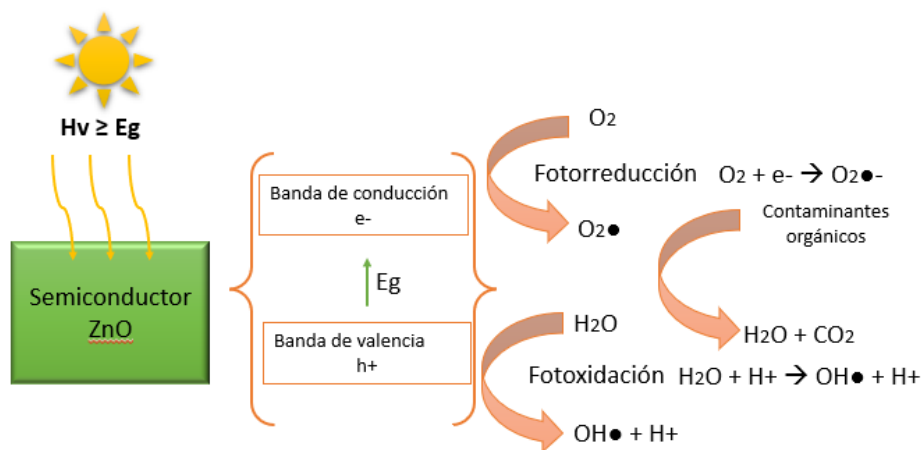 Hv ≥ Eg
Semiconductor
ZnO
Banda de conducción
e-
Eg
Banda de valencia
h+
O2
Fotorreducción O2 + e- → O2●-
O2●
Contaminantes
orgánicos
H2O + CO2
H2O
Fotoxidación H2O + H+ → OH● + H+
OH● + H+